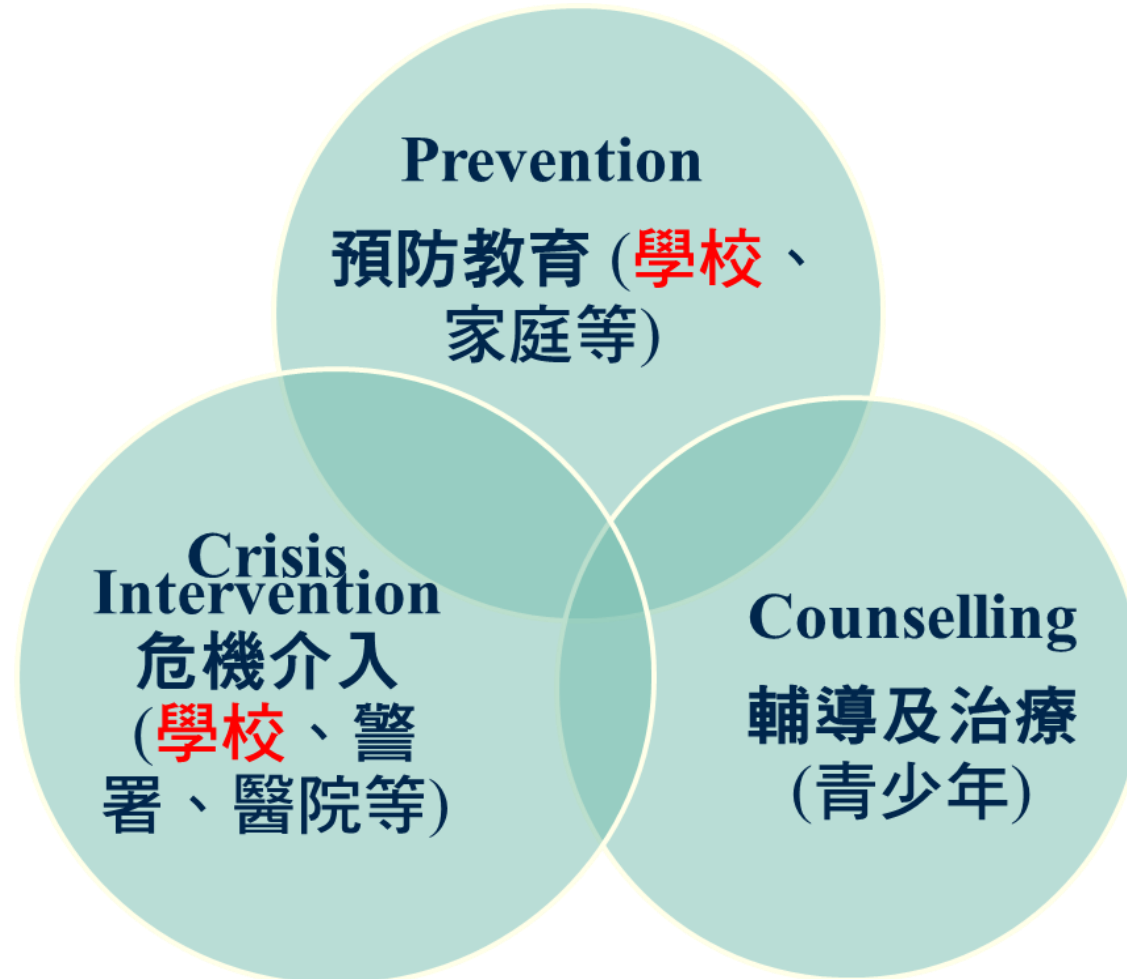 Prevention
預防教育 (學校、
家庭等)
Crisis
Intervention
危機介入
(學校、警
署、醫院等)
Counselling
輔導及治療
(青少年)